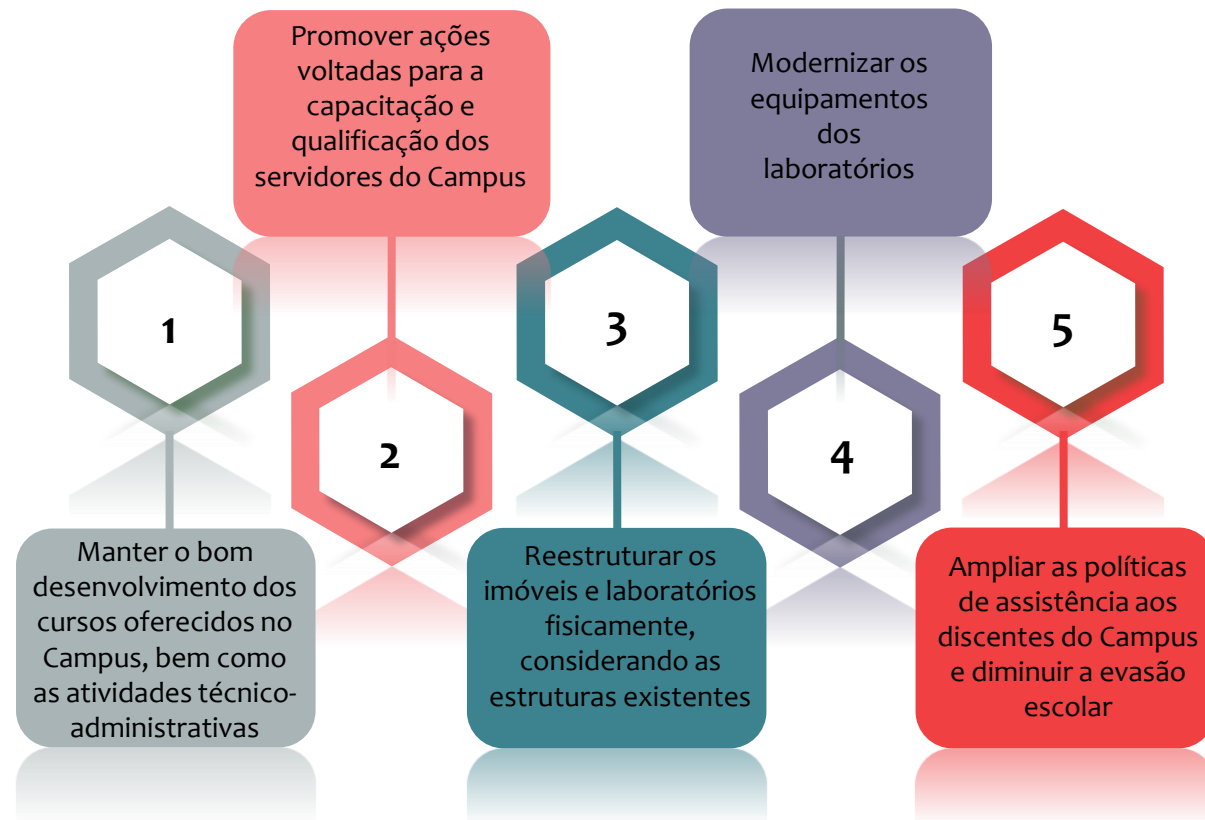 1
Manter o bom
desenvolvimento dos
cursos oferecidos no
Campus, bem como
as atividades técnico-
administrativas
2
Promover ações
voltadas para a
capacitação e
qualificação dos
servidores do Campus
3
Reestruturar os
imóveis e laboratórios
fisicamente,
considerando as
estruturas existentes
4
Modernizar os
equipamentos
dos
laboratórios
5
Ampliar as políticas
de assistência aos
discentes do Campus
e diminuir a evasão
escolar